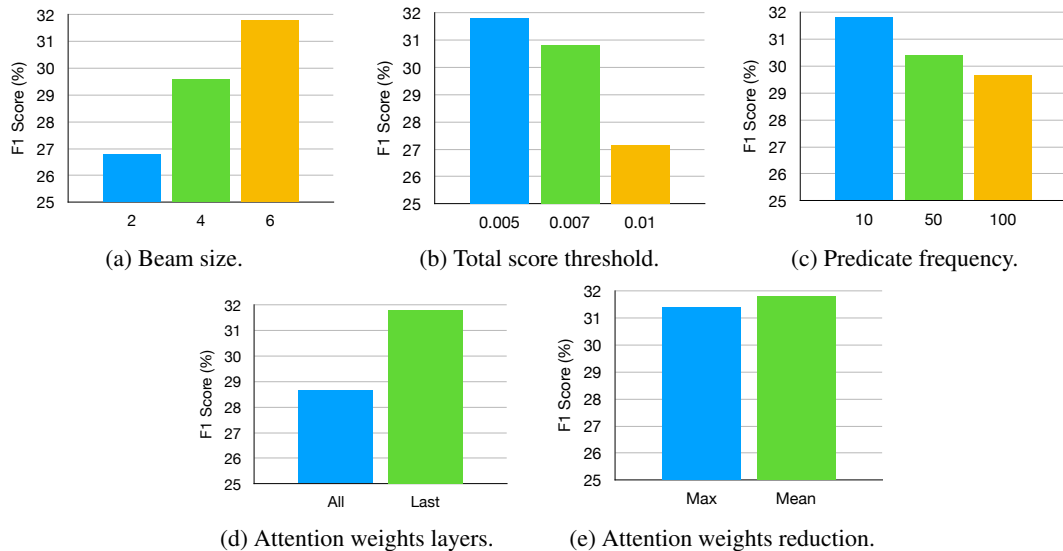 F1 Score (%)
32
31
30
29
28
27
26
25
2 4 6
(a) Beam size.
F1 Score (%)
32
31
30
29
28
27
26
25
0.005 0.007 0.01
(b) Total score threshold.
F1 Score (%)
32
31
30
29
28
27
26
25
10 50 100
(c) Predicate frequency.
F1 Score (%)
32
31
30
29
28
27
26
25
All Last
(d) Attention weights layers.
F1 Score (%)
32
31
30
29
28
27
26
25
Max Mean
(e) Attention weights reduction.